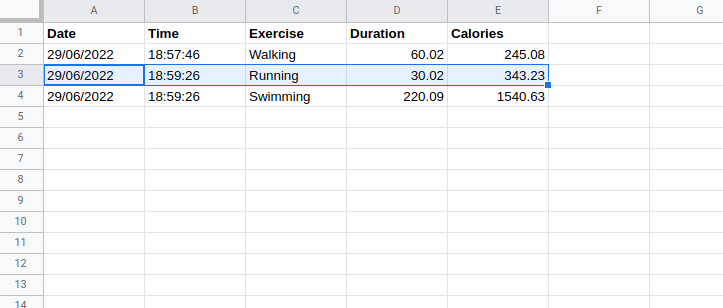 A B C D E F G
1 Date Time Exercise Duration Calories
2 29/06/2022 18:57:46 Walking 60.02 245.08
3 29/06/2022 18:59:26 Running 30.02 343.23
4 29/06/2022 18:59:26 Swimming 220.09 1540.63
5
6
7
8
9
10
11
12
13
14